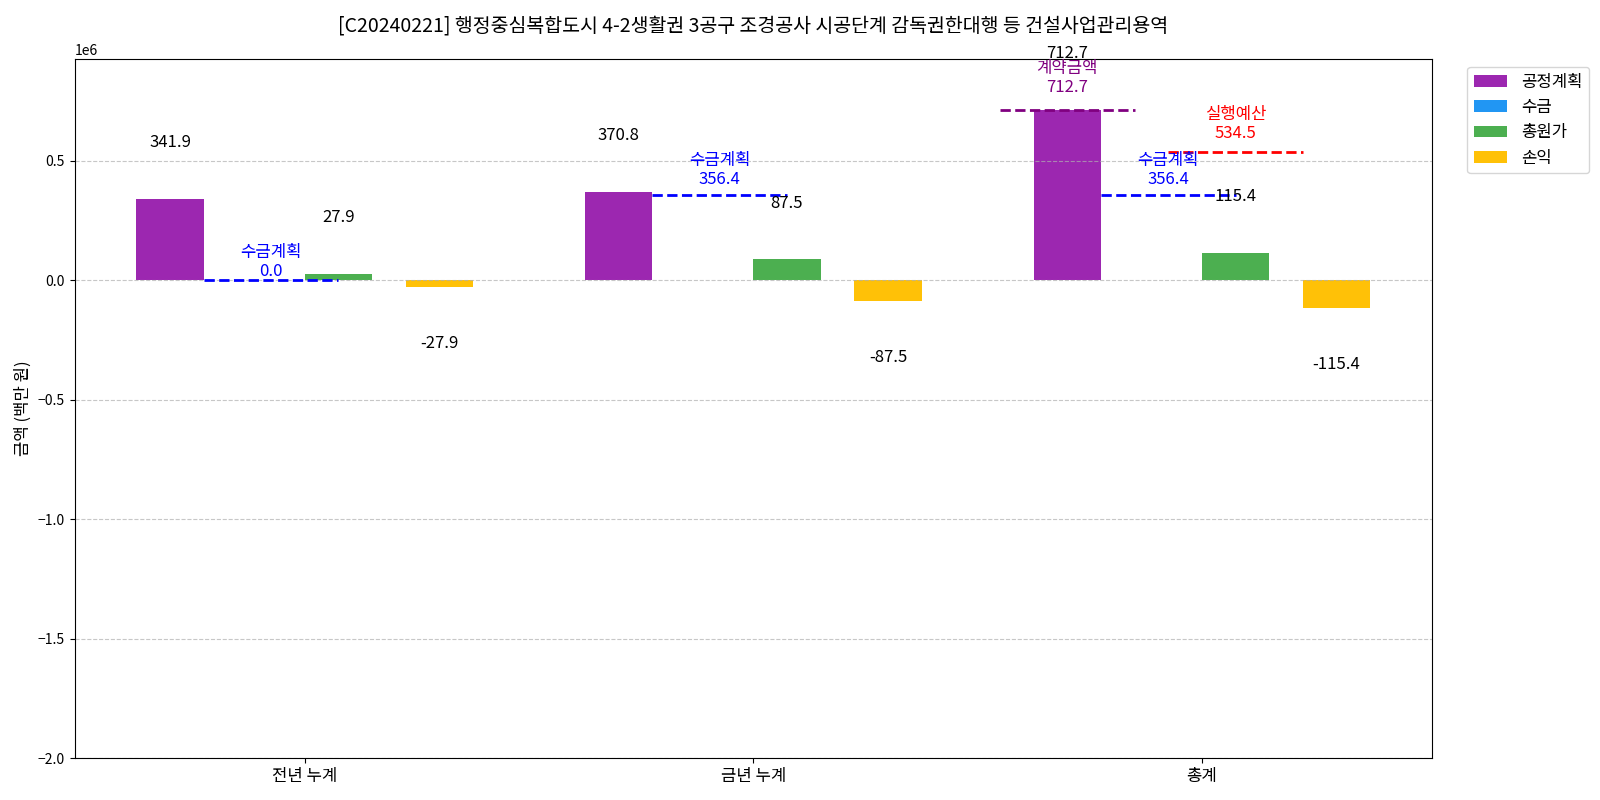 [C20240221] 행정중심복합도시 4-2생활권 3공구 조경공사 시공단계 감독권한대행 등 건설사업관리용역
1e6
712.7
계약금액
712.7
실행예산
534.5
341.9
370.8
수금계획
356.4
수금계획
356.4
27.9
87.5
115.4
수금계획
0.0
-27.9
-87.5
-115.4
0.5
0.0
−0.5
−1.0
−1.5
−2.0
금액 (백만 원)
전년 누계
금년 누계
총계
공정계획
수금
총원가
손익